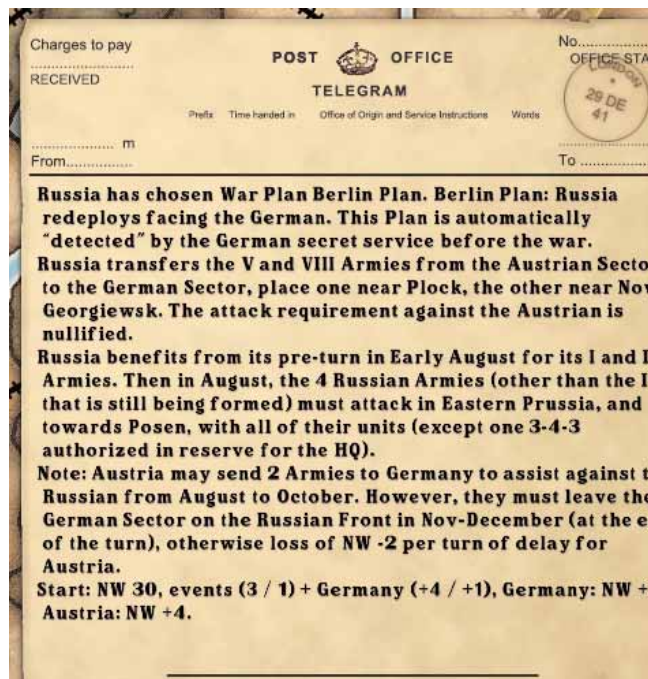 Charges to pay
RECEIVED
POST OFFICE
TELEGRAM
Prefix Time handed in Office of Origin and Service Instructions Words
No.
OFFICE STA
LONDON
29 DE
41
m
From
To
Russia has chosen War Plan Berlin Plan. Berlin Plan: Russia
redeploys facing the German. This Plan is automatically
"detected" by the German secret service before the war.
Russia transfers the V and VIII Armies from the Austrian Secto
to the German Sector, place one near Plock, the other near Nov
Georgiewsk. The attack requirement against the Austrian is
nullified.
Russia benefits from its pre-turn in Early August for its I and I
Armies. Then in August, the 4 Russian Armies (other than the I
that is still being formed) must attack in Eastern Prussia, and
towards Posen, with all of their units (except one 3-4-3
authorized in reserve for the HQ).
Note: Austria may send 2 Armies to Germany to assist against t
Russian from August to October. However, they must leave the
German Sector on the Russian Front in Nov-December (at the e
of the turn), otherwise loss of NW -2 per turn of delay for
Austria.
Start: NW 30, events (3 / 1) + Germany (+4 / +1), Germany: NW +
Austria: NW +4.